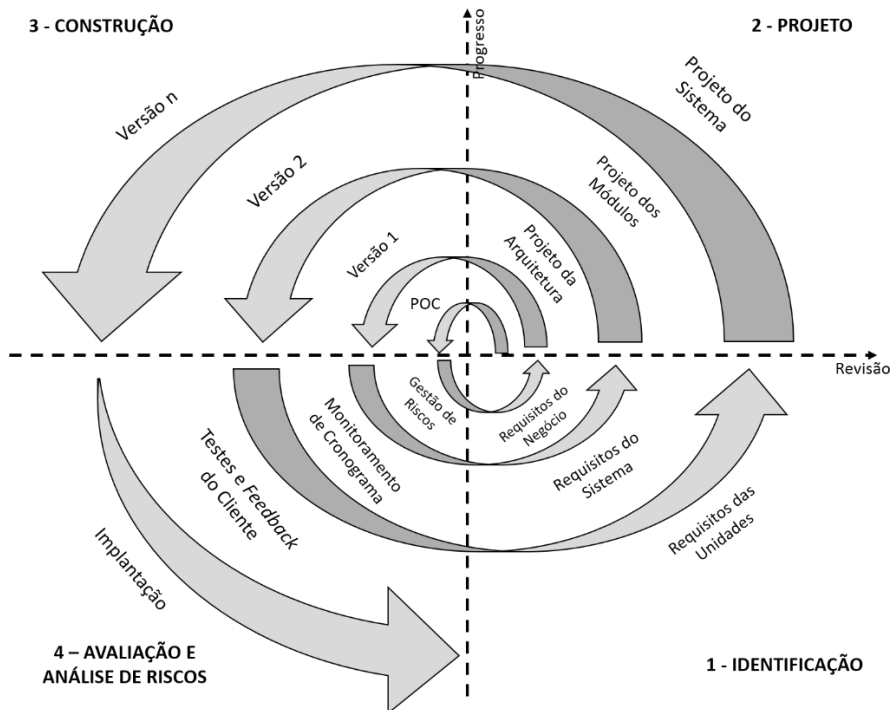 3 - CONSTRUÇÃO
2 - PROJETO
Progresso
Versão n
Projeto do
Sistema
Versão 2
Projeto dos
Módulos
Versão 1
Projeto da
Arquitetura
POC
Revisão
Gestão de
Riscos
Requisitos do
Negócio
Monitoramento
de Cronograma
Requisitos do
Sistema
Testes e Feedback
do Cliente
Requisitos das
Unidades
Implantação
4 – AVALIAÇÃO E
ANÁLISE DE RISCOS
1 - IDENTIFICAÇÃO